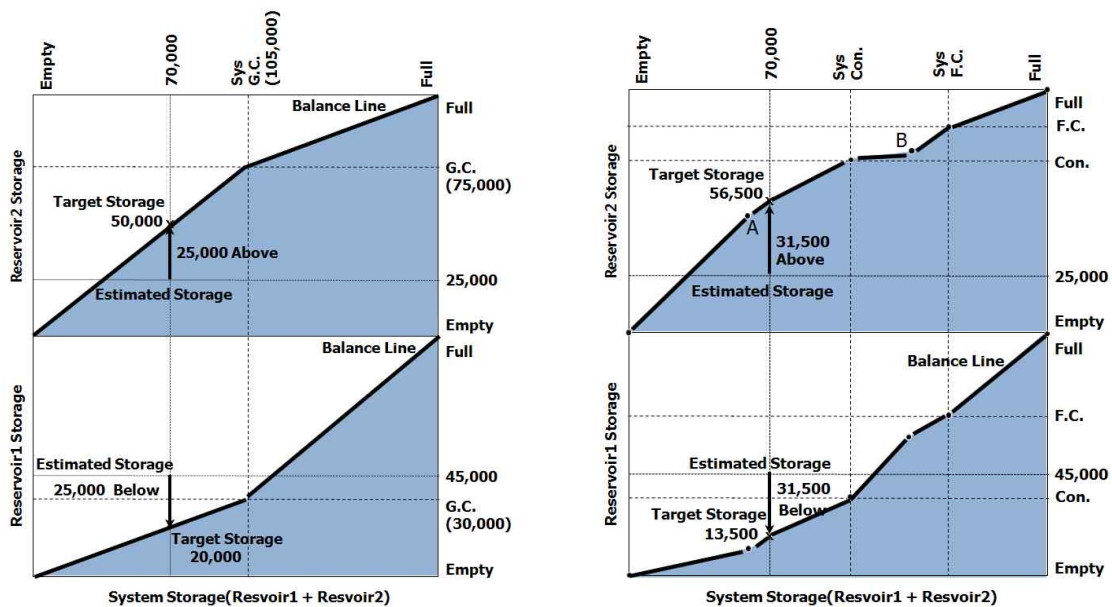 Empty
70,000
Sys
G.C.
(105,000)
Full
Balance Line
Full
G.C.
(75,000)
Target Storage
50,000
25,000 Above
25,000
Estimated Storage
Empty
Reservoir2 Storage
Balance Line
Full
Estimated Storage
25,000 Below
45,000
G.C.
(30,000)
Target Storage
20,000
Empty
Reservoir1 Storage
System Storage(Resvoir1 + Resvoir2)
Empty
70,000
Sys
Con.
Sys
F.C.
Full
Full
F.C.
B
Con.
Target Storage
56,500
A
31,500
Above
25,000
Estimated Storage
Empty
Reservoir2 Storage
Full
Balance Line
F.C.
Estimated Storage
45,000
31,500
Con.
Below
Target Storage
13,500
Empty
Reservoir1 Storage
System Storage(Resvoir1 + Resvoir2)